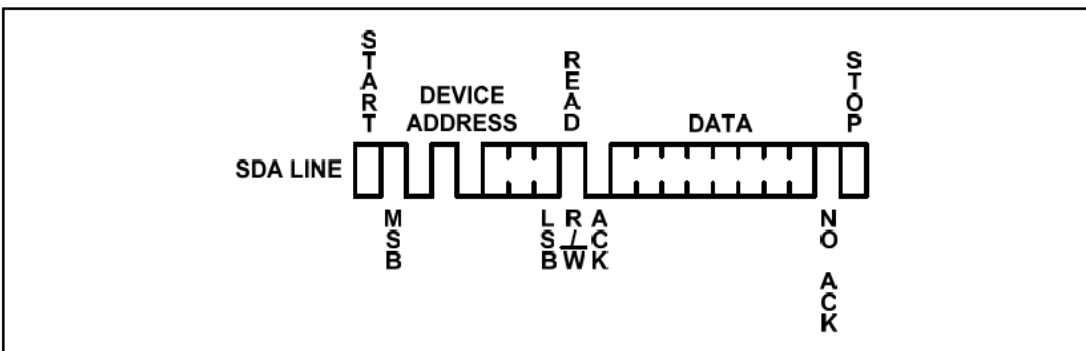 START
DEVICE
ADDRESS
READ
DATA
STOP
SDA LINE
MSB
LSB
R/W
ACK
NO ACK